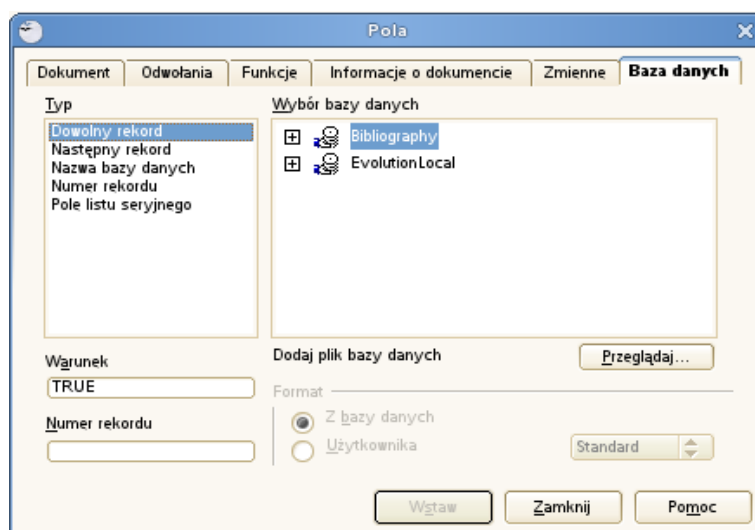 Pola
Dokument Odwołania Funkcje Informacje o dokumencie Zmienne Baza danych
Typ
Dowolny rekord
Następny rekord
Nazwa bazy danych
Numer rekordu
Pole listu seryjnego
Wybór bazy danych
Bibliography
EvolutionLocal
Warunek
TRUE
Numer rekordu
Dodaj plik bazy danych Przeglądaj...
Format
Z bazy danych
Użytkownika Standard
Wstaw Zamknij Pomoc